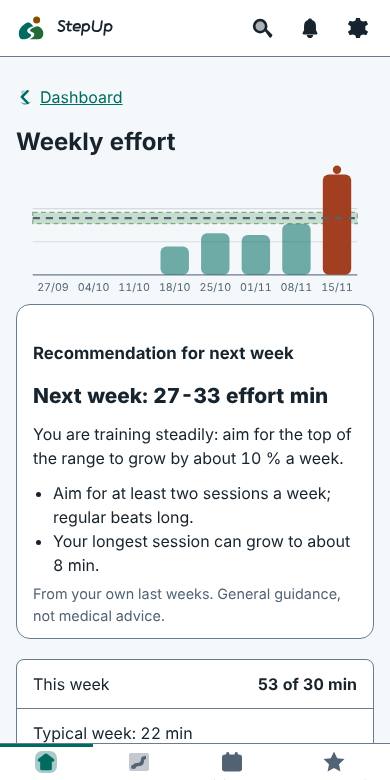 StepUp
Dashboard
Weekly effort
27/09 04/10 11/10 18/10 25/10 01/11 08/11 15/11
Recommendation for next week
Next week: 27-33 effort min
You are training steadily: aim for the top of
the range to grow by about 10 % a week.
• Aim for at least two sessions a week;
regular beats long.
• Your longest session can grow to about
8 min.
From your own last weeks. General guidance,
not medical advice.
This week 53 of 30 min
Typical week: 22 min